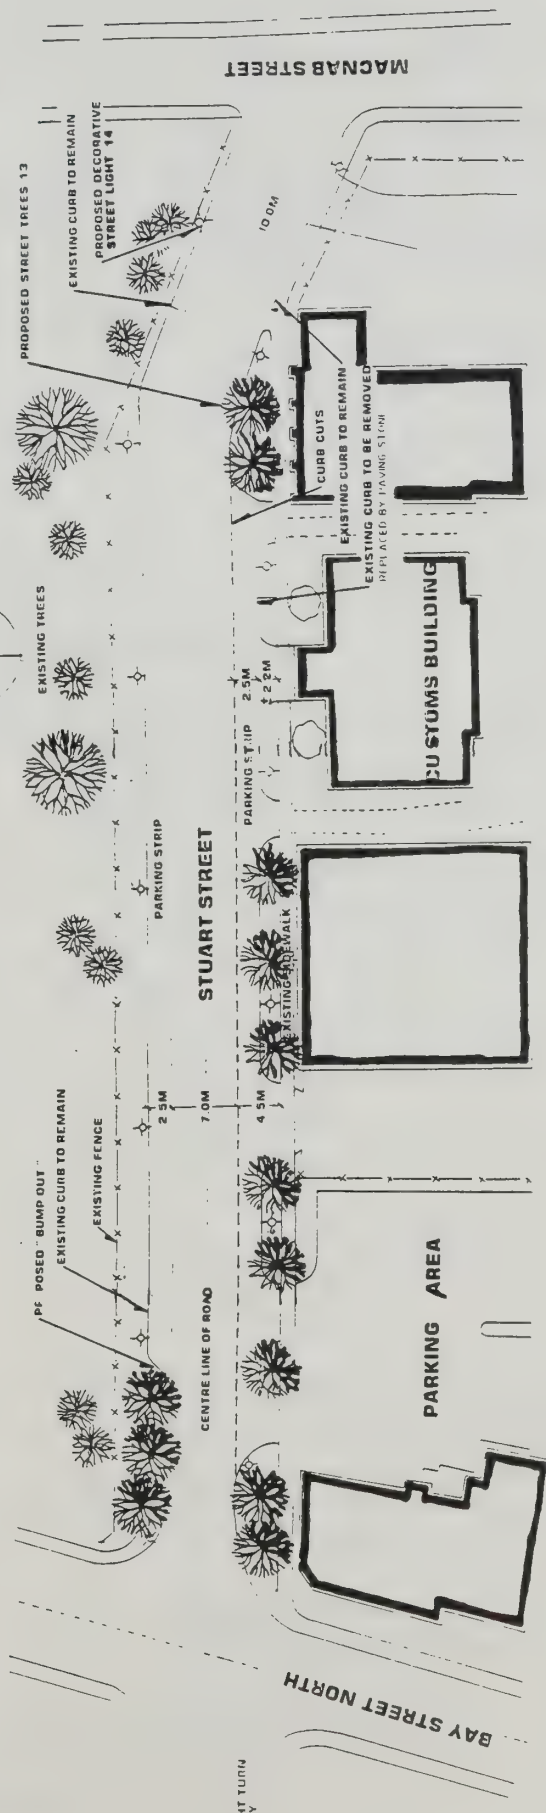 MACNAB STREET
PROPOSED STREET TREES 13
EXISTING CURB TO REMAIN
PROPOSED DECORATIVE
STREET LIGHT 14
10.0M
EXISTING TREES
CURB CUTS
EXISTING CURB TO REMAIN
EXISTING CURB TO BE REMOVED
REPLACED BY PAVING STONE
CUSTOMS BUILDING
2.5M
2.2M
PARKING STRIP
PARKING STRIP
STUART STREET
EXISTING SIDEWALK
2 5M
7.0M
4 5M
"BUMP OUT"
EXISTING CURB TO REMAIN
EXISTING FENCE
CENTRE LINE OF ROAD
PARKING AREA
BAY STREET NORTH
TURN